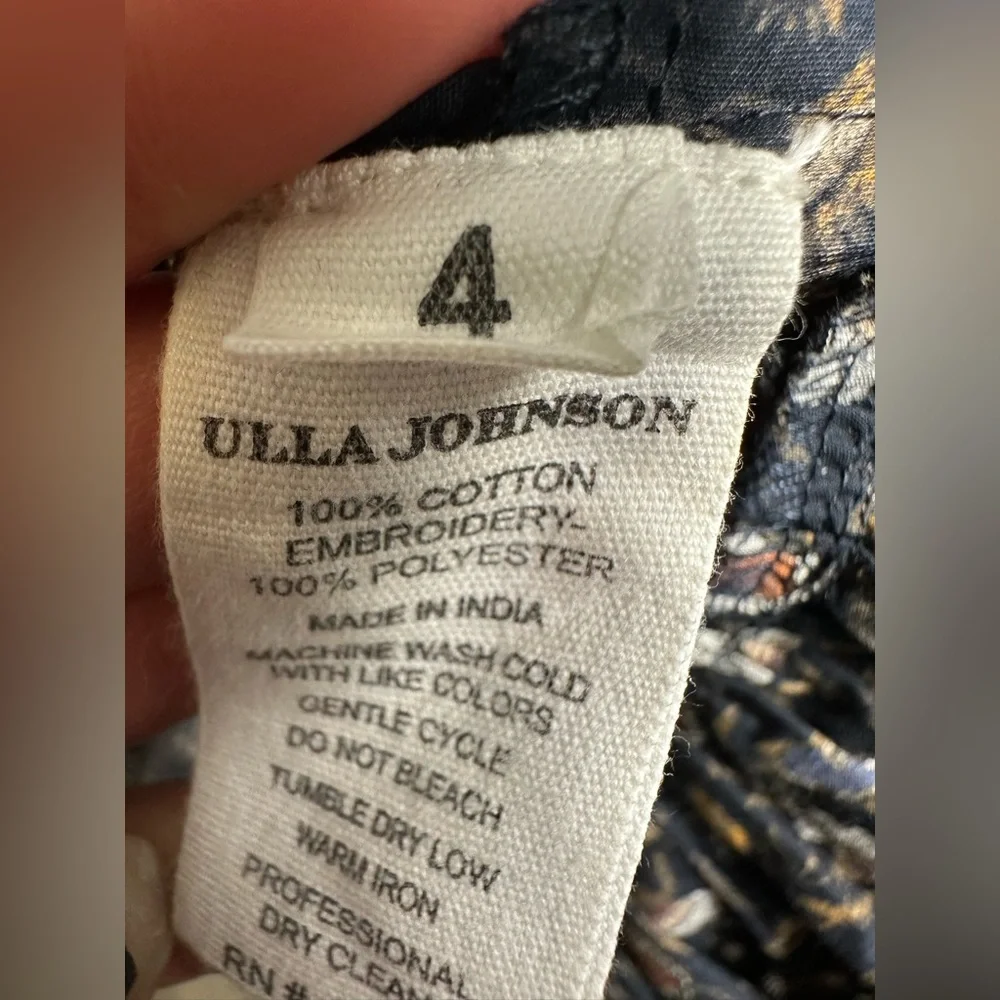 4
ULLA JOHNSON
100% COTTON
EMBROIDERY-
100% POLYESTER
MADE IN INDIA
MACHINE WASH COLD
WITH LIKE COLORS
GENTLE CYCLE
DO NOT BLEACH
TUMBLE DRY LOW
WARM IRON
PROFESSIONAL
DRY CLEAN
RN #